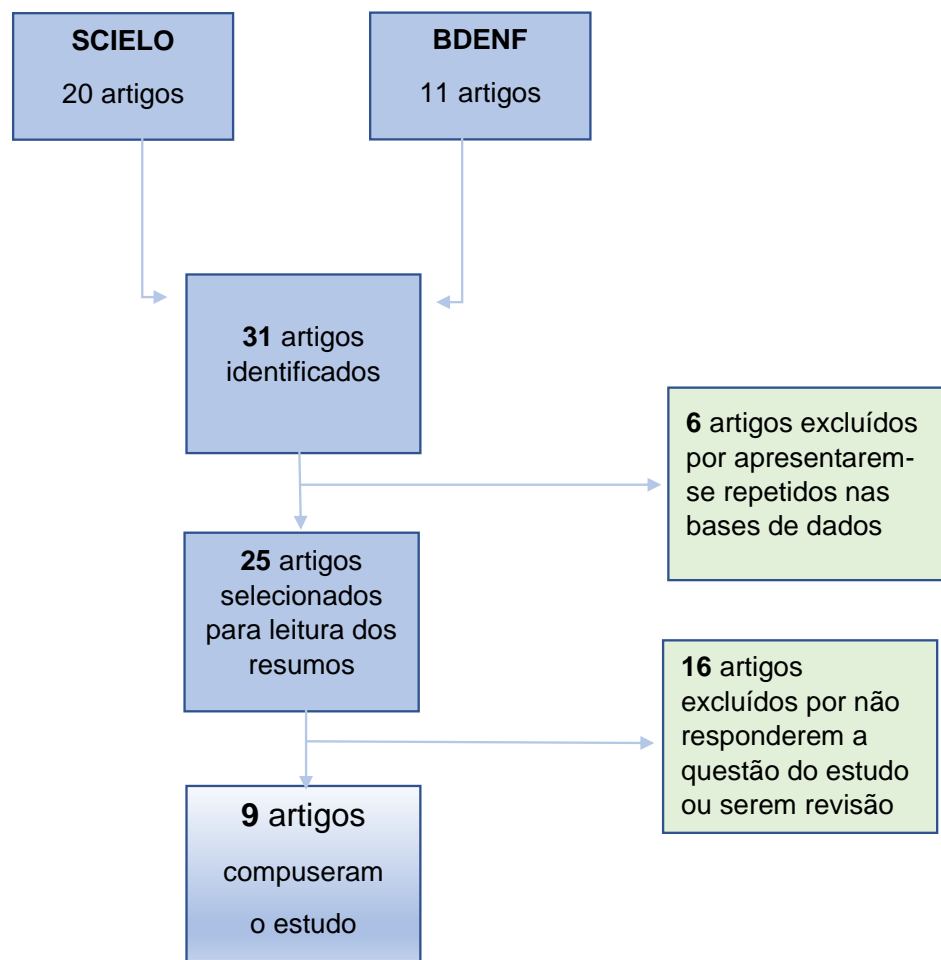 SCIELO
20 artigos
BDENF
11 artigos
31 artigos
identificados
6 artigos excluídos
por apresentarem-
se repetidos nas
bases de dados
25 artigos
selecionados
para leitura dos
resumos
16 artigos
excluídos por não
responderem a
questão do estudo
ou serem revisão
9 artigos
compuseram
o estudo